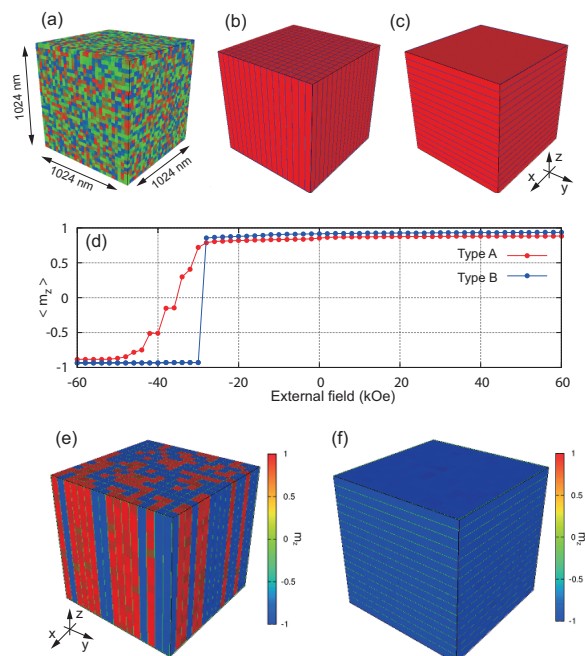 (a)
(b)
(c)
1024 nm
1024 nm
1024 nm
z
x
y
(d)
1
0.5
0
-0.5
-1
< m_z >
Type A
Type B
-60
-40
-20
0
20
40
60
External field (kOe)
(e)
(f)
1
0.5
0
-0.5
-1
m_z
1
0.5
0
-0.5
-1
m_z
z
x
y